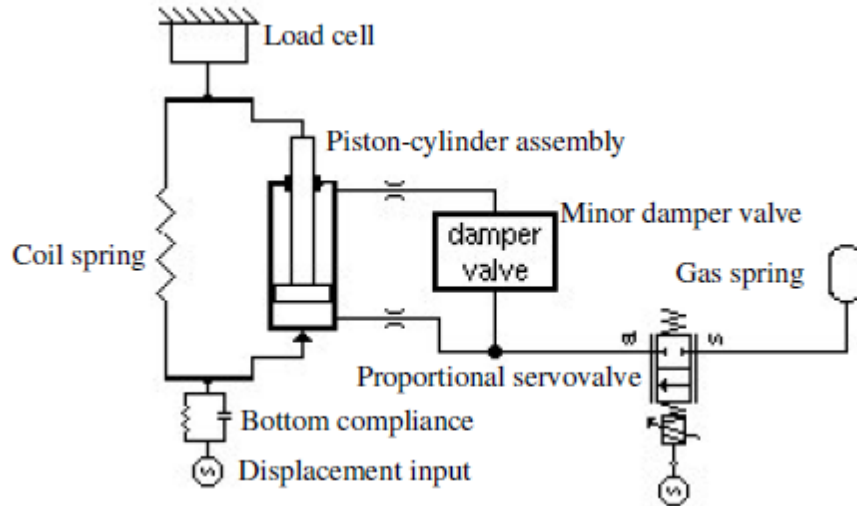 Load cell
Piston-cylinder assembly
Minor damper valve
damper
valve
Coil spring
Gas spring
a
s
Proportional servovalve
Bottom compliance
s
Displacement input
s